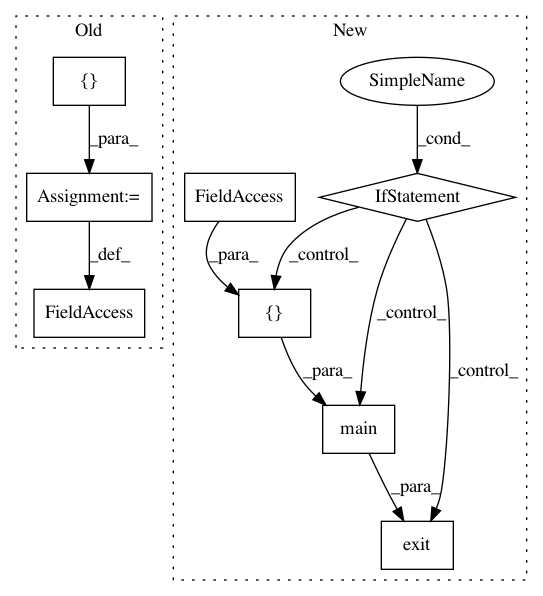 Old
New
{}
SimpleName
_para_
_cond_
Assignment:=
FieldAccess
IfStatement
_def_
_para_
_control_
FieldAccess
{}
_control_
_control_
_para_
main
_para_
exit